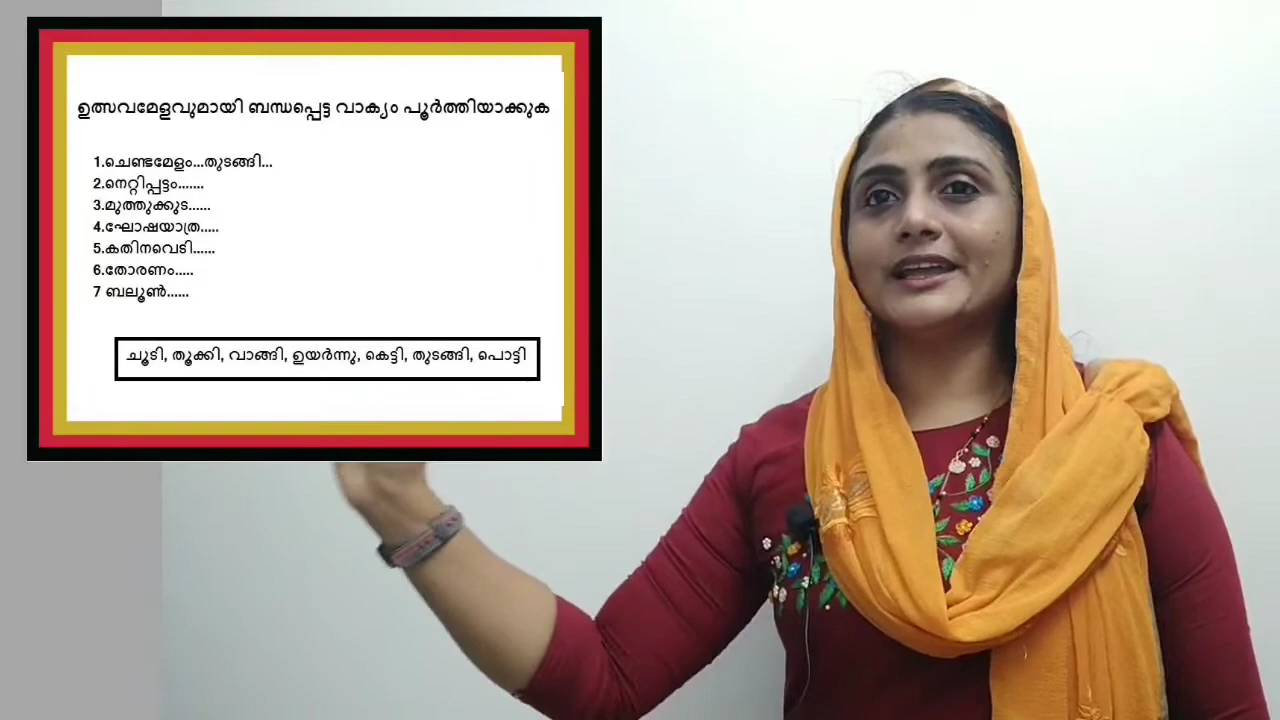 ഉത്സവമേളവുമായി ബന്ധപ്പെട്ട വാക്യം പൂർത്തിയാക്കുക
1.ചെണ്ടമേളം...തുടങ്ങി...
2.നെറ്റിപ്പട്ടം.......
3.മുത്തുക്കുട......
4.ഘോഷയാത്ര.....
5.കതിനവെടി......
6.തോരണം.....
7 ബലൂൺ......
ചൂടി, തൂക്കി, വാങ്ങി, ഉയർന്നു, കെട്ടി, തുടങ്ങി, പൊട്ടി